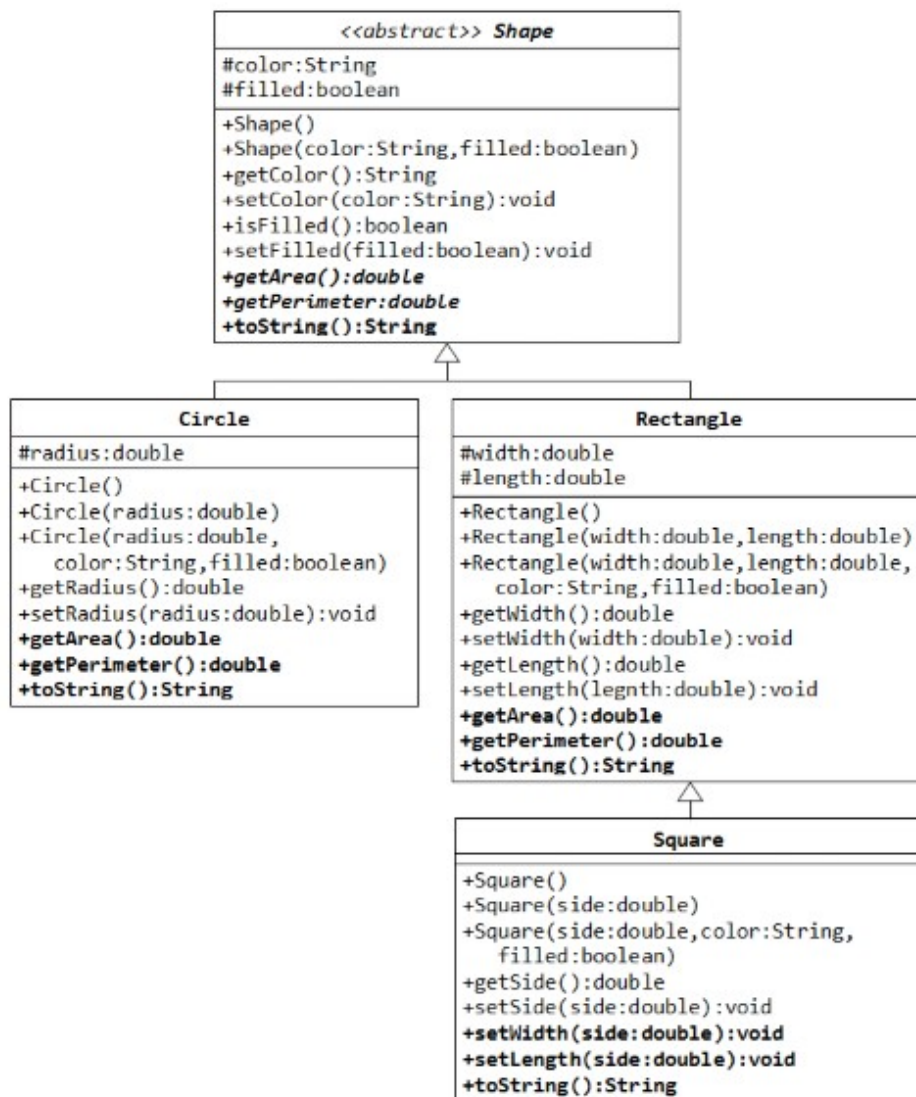 <<abstract>> Shape
#color:String
#filled:boolean
+Shape()
+Shape(color:String,filled:boolean)
+getColor():String
+setColor(color:String):void
+isFilled():boolean
+setFilled(filled:boolean):void
+getArea():double
+getPerimeter:double
+toString():String
Circle
#radius:double
+Circle()
+Circle(radius:double)
+Circle(radius:double,
color:String,filled:boolean)
+getRadius():double
+setRadius(radius:double):void
+getArea():double
+getPerimeter():double
+toString():String
Rectangle
#width:double
#length:double
+Rectangle()
+Rectangle(width:double,length:double)
+Rectangle(width:double,length:double,
color:String,filled:boolean)
+getWidth():double
+setWidth(width:double):void
+getLength():double
+setLength(legnth:double):void
+getArea():double
+getPerimeter():double
+toString():String
Square
+Square()
+Square(side:double)
+Square(side:double,color:String,
filled:boolean)
+getSide():double
+setSide(side:double):void
+setWidth(side:double):void
+setLength(side:double):void
+toString():String